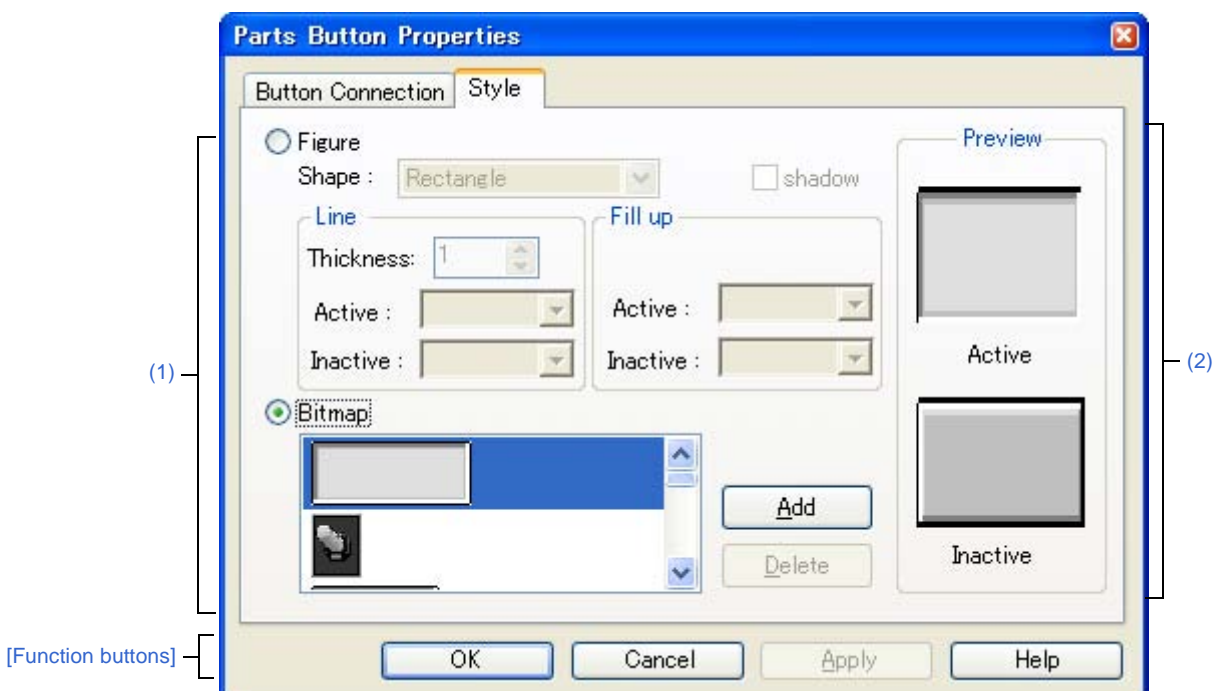 Parts Button Properties
Button Connection Style
Figure
Shape : Rectangle shadow
Line
Thickness: 1
Active :
Inactive :
Fill up
Active :
Inactive :
Bitmap
Add
Delete
Preview
Active
Inactive
(1)
(2)
[Function buttons]
OK Cancel Apply Help